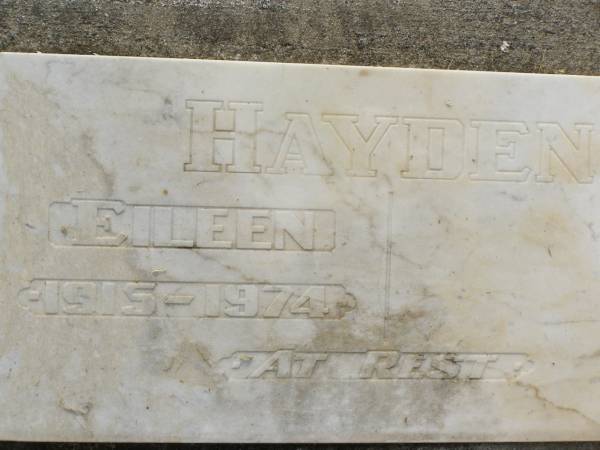 HAYDEN
EILEEN
1915-1974
AT REST